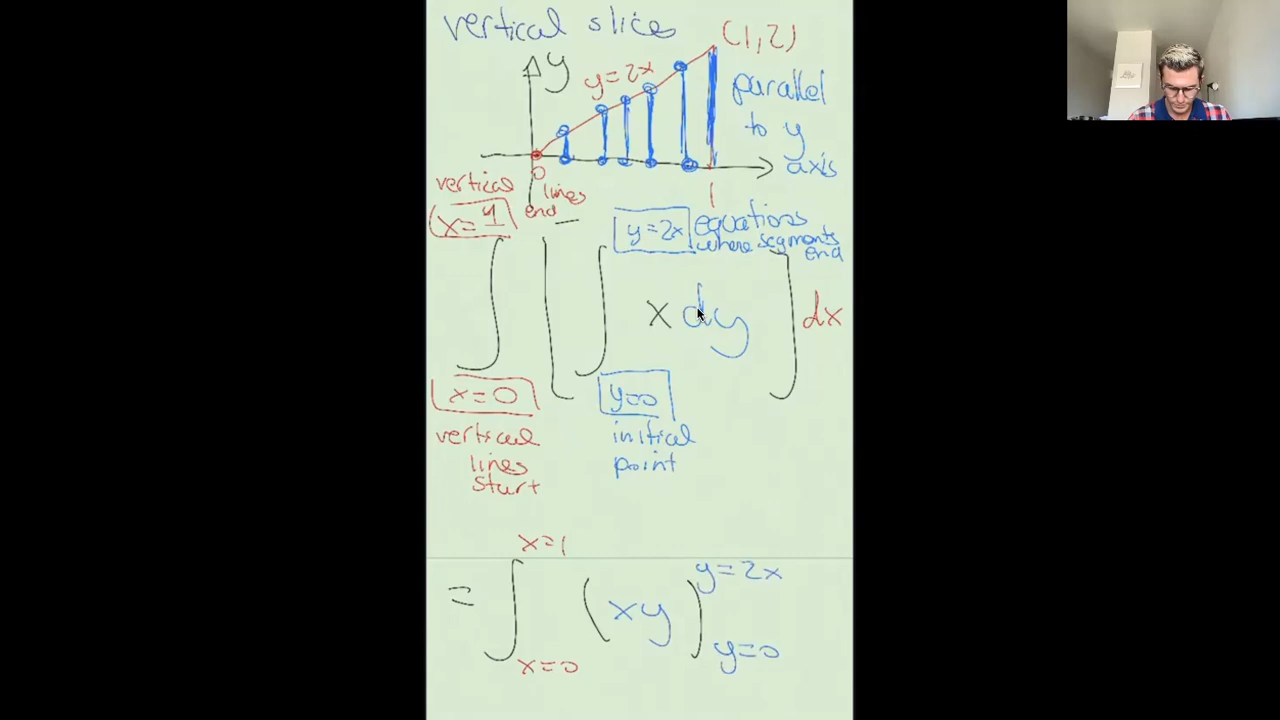 vertical slices
(1,2)
y
y=2x
parallel
to y
axis
0
1
vertical lines
end
x=1
y=2x
equations
where segments
end
∫ [ ∫ x dy ] dx
x=0
y=0
vertical
lines
start
initial
point
x=1
y=2x
= ∫ (xy)
x=0
y=0